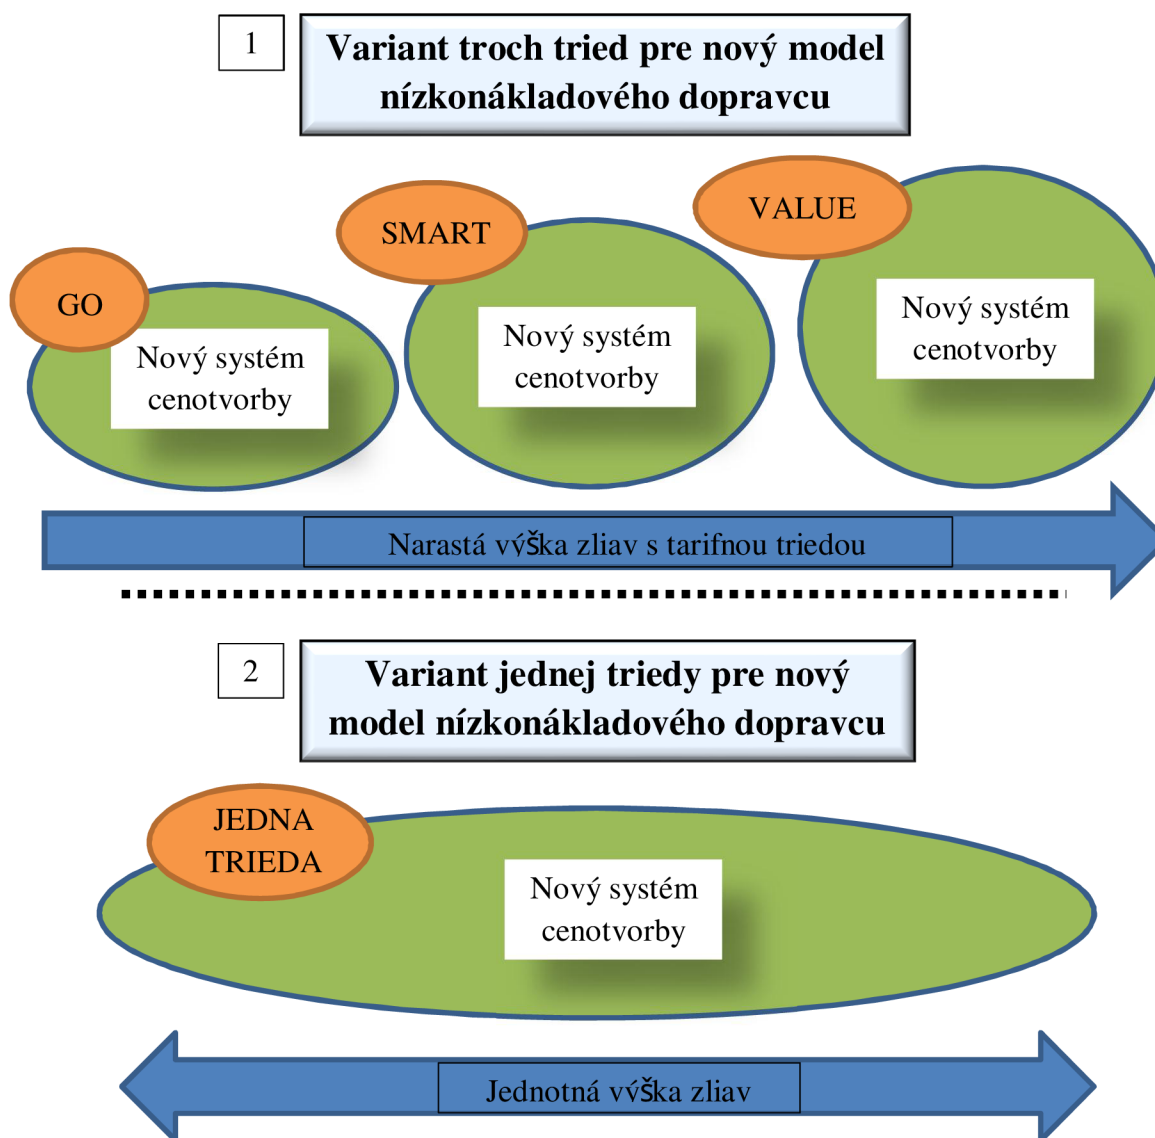 1
Variant troch tried pre nový model
nízkonákladového dopravcu
GO
SMART
VALUE
Nový systém
cenotvorby
Nový systém
cenotvorby
Nový systém
cenotvorby
Narastá výška zliav s tarifnou triedou
2
Variant jednej triedy pre nový
model nízkonákladového dopravcu
JEDNA
TRIEDA
Nový systém
cenotvorby
Jednotná výška zliav